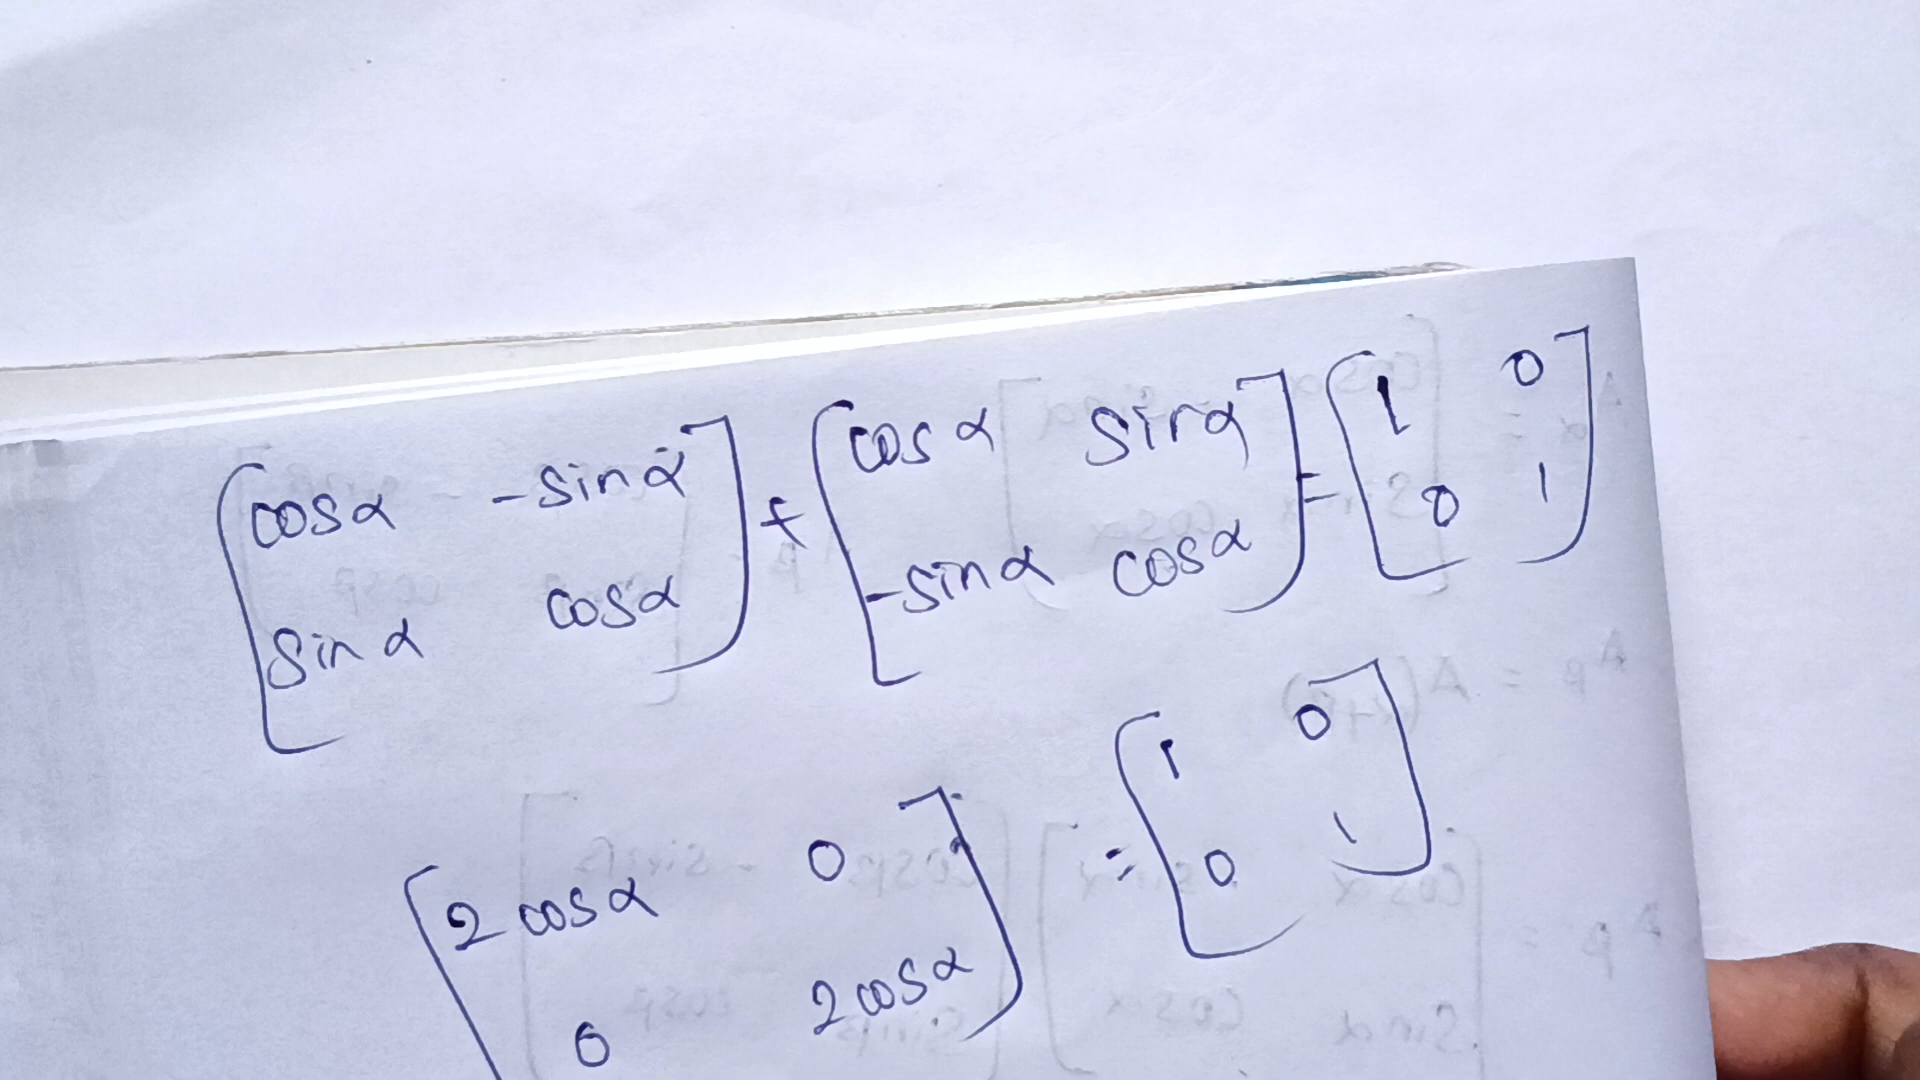 [cosα -sinα] + [cosα sinα] = [1 0]
[sinα cosα] [-sinα cosα] [0 1]
[2cosα 0] = [1 0]
[0 2cosα] [0 1]